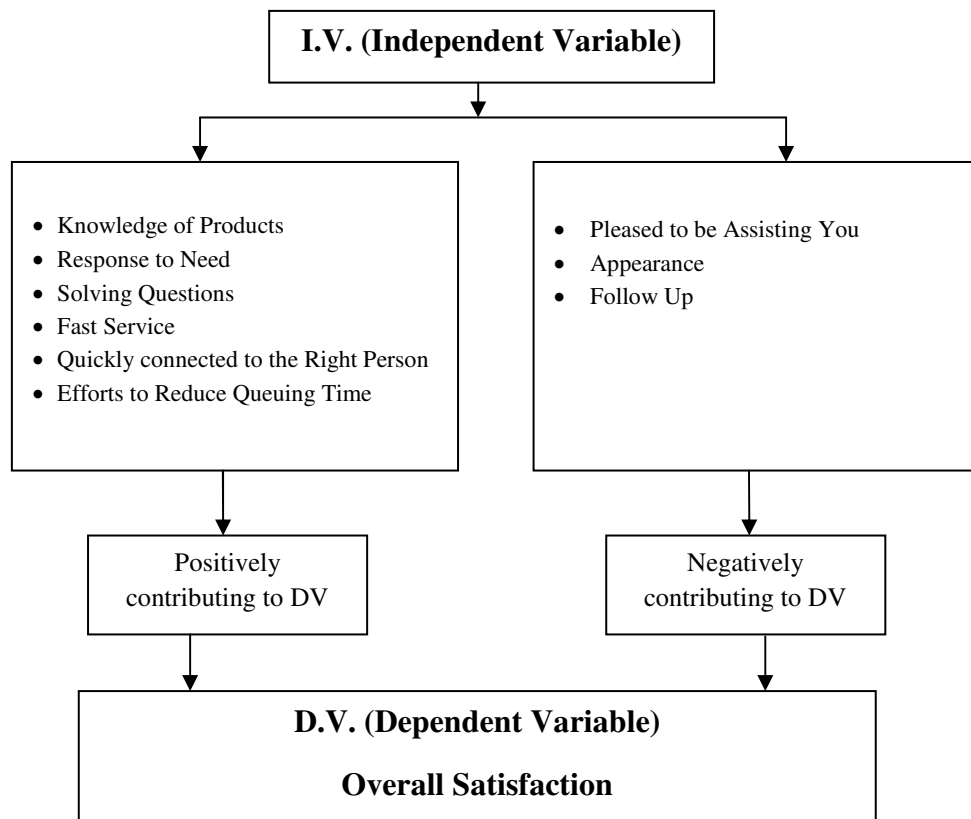 I.V. (Independent Variable)
• Knowledge of Products
• Response to Need
• Solving Questions
• Fast Service
• Quickly connected to the Right Person
• Efforts to Reduce Queuing Time
• Pleased to be Assisting You
• Appearance
• Follow Up
Positively
contributing to DV
Negatively
contributing to DV
D.V. (Dependent Variable)
Overall Satisfaction